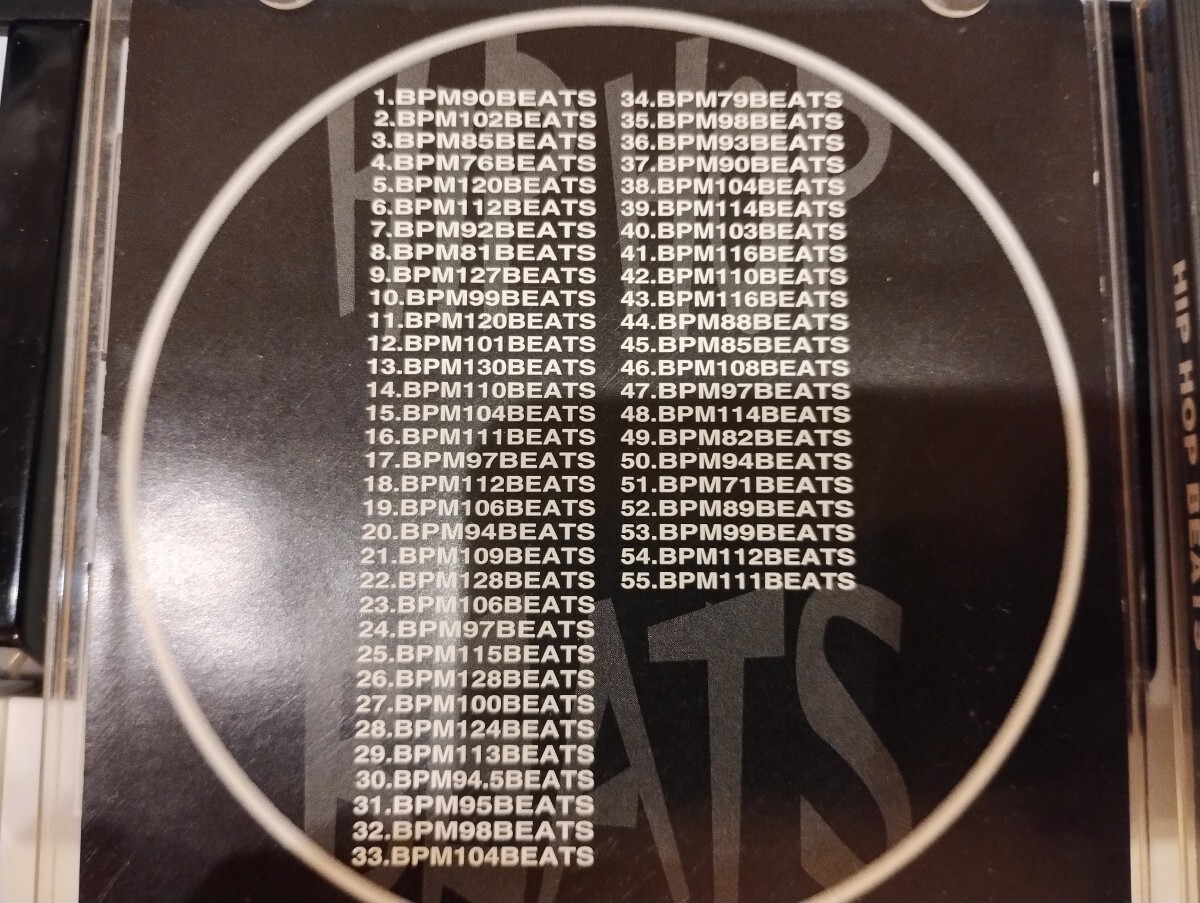 1.BPM90BEATS
2.BPM102BEATS
3.BPM85BEATS
4.BPM76BEATS
5.BPM120BEATS
6.BPM112BEATS
7.BPM92BEATS
8.BPM81BEATS
9.BPM127BEATS
10.BPM99BEATS
11.BPM120BEATS
12.BPM101BEATS
13.BPM130BEATS
14.BPM110BEATS
15.BPM104BEATS
16.BPM111BEATS
17.BPM97BEATS
18.BPM112BEATS
19.BPM106BEATS
20.BPM94BEATS
21.BPM109BEATS
22.BPM128BEATS
23.BPM106BEATS
24.BPM97BEATS
25.BPM115BEATS
26.BPM128BEATS
27.BPM100BEATS
28.BPM124BEATS
29.BPM113BEATS
30.BPM94.5BEATS
31.BPM95BEATS
32.BPM98BEATS
33.BPM104BEATS
34.BPM79BEATS
35.BPM98BEATS
36.BPM93BEATS
37.BPM90BEATS
38.BPM104BEATS
39.BPM114BEATS
40.BPM103BEATS
41.BPM116BEATS
42.BPM110BEATS
43.BPM116BEATS
44.BPM88BEATS
45.BPM85BEATS
46.BPM108BEATS
47.BPM97BEATS
48.BPM114BEATS
49.BPM82BEATS
50.BPM94BEATS
51.BPM71BEATS
52.BPM89BEATS
53.BPM99BEATS
54.BPM112BEATS
55.BPM111BEATS
BEATS
HIP HOP BEATS